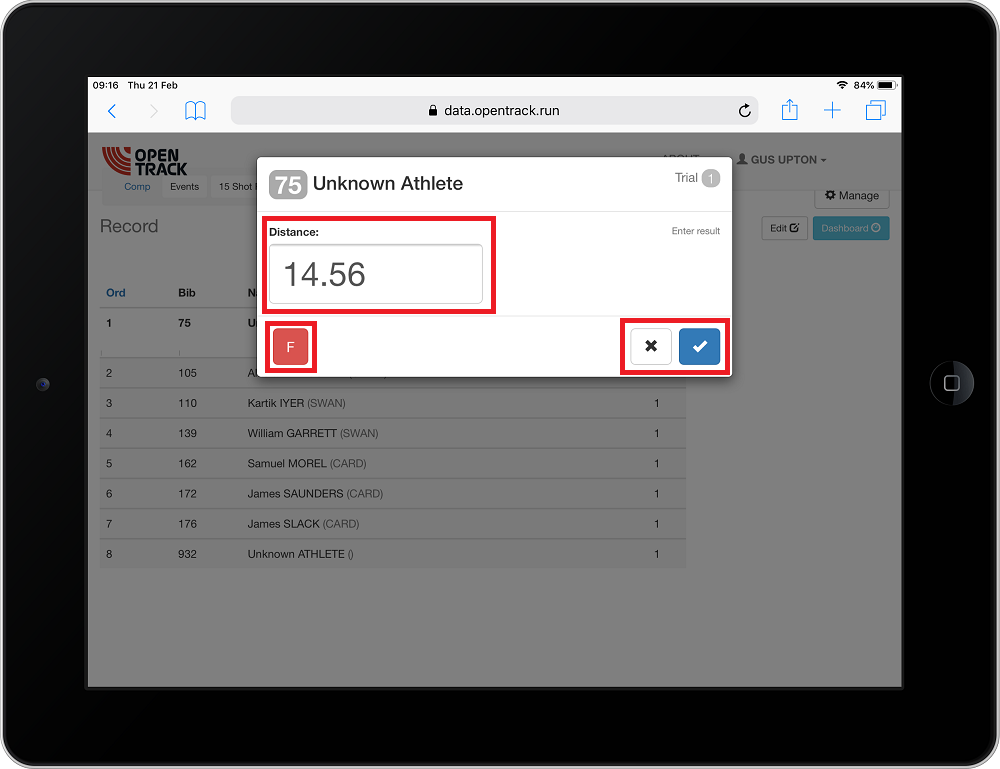 09:16 Thu 21 Feb
84%
data.opentrack.run
OPEN
TRACK
GUS UPTON
Comp Events 15 Shot
Manage
75 Unknown Athlete
Trial 1
Record
Edit
Dashboard
Distance:
Enter result
14.56
Ord Bib
1 75
F
2 105
3 110 Kartik IYER (SWAN) 1
4 139 William GARRETT (SWAN) 1
5 162 Samuel MOREL (CARD) 1
6 172 James SAUNDERS (CARD) 1
7 176 James SLACK (CARD) 1
8 932 Unknown ATHLETE () 1